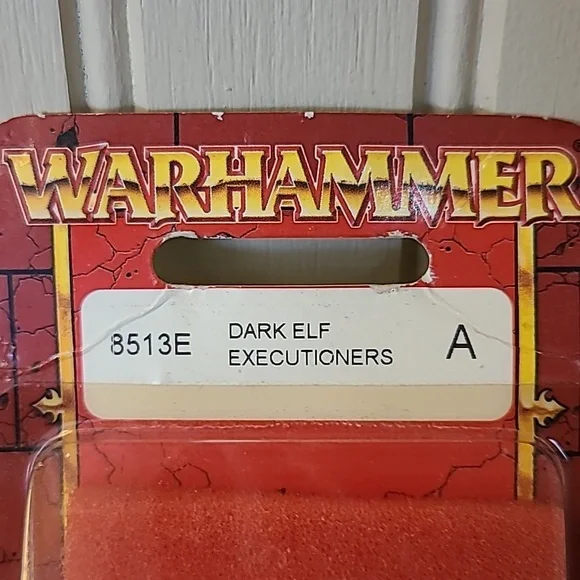 WARHAMMER
8513E DARK ELF A
EXECUTIONERS